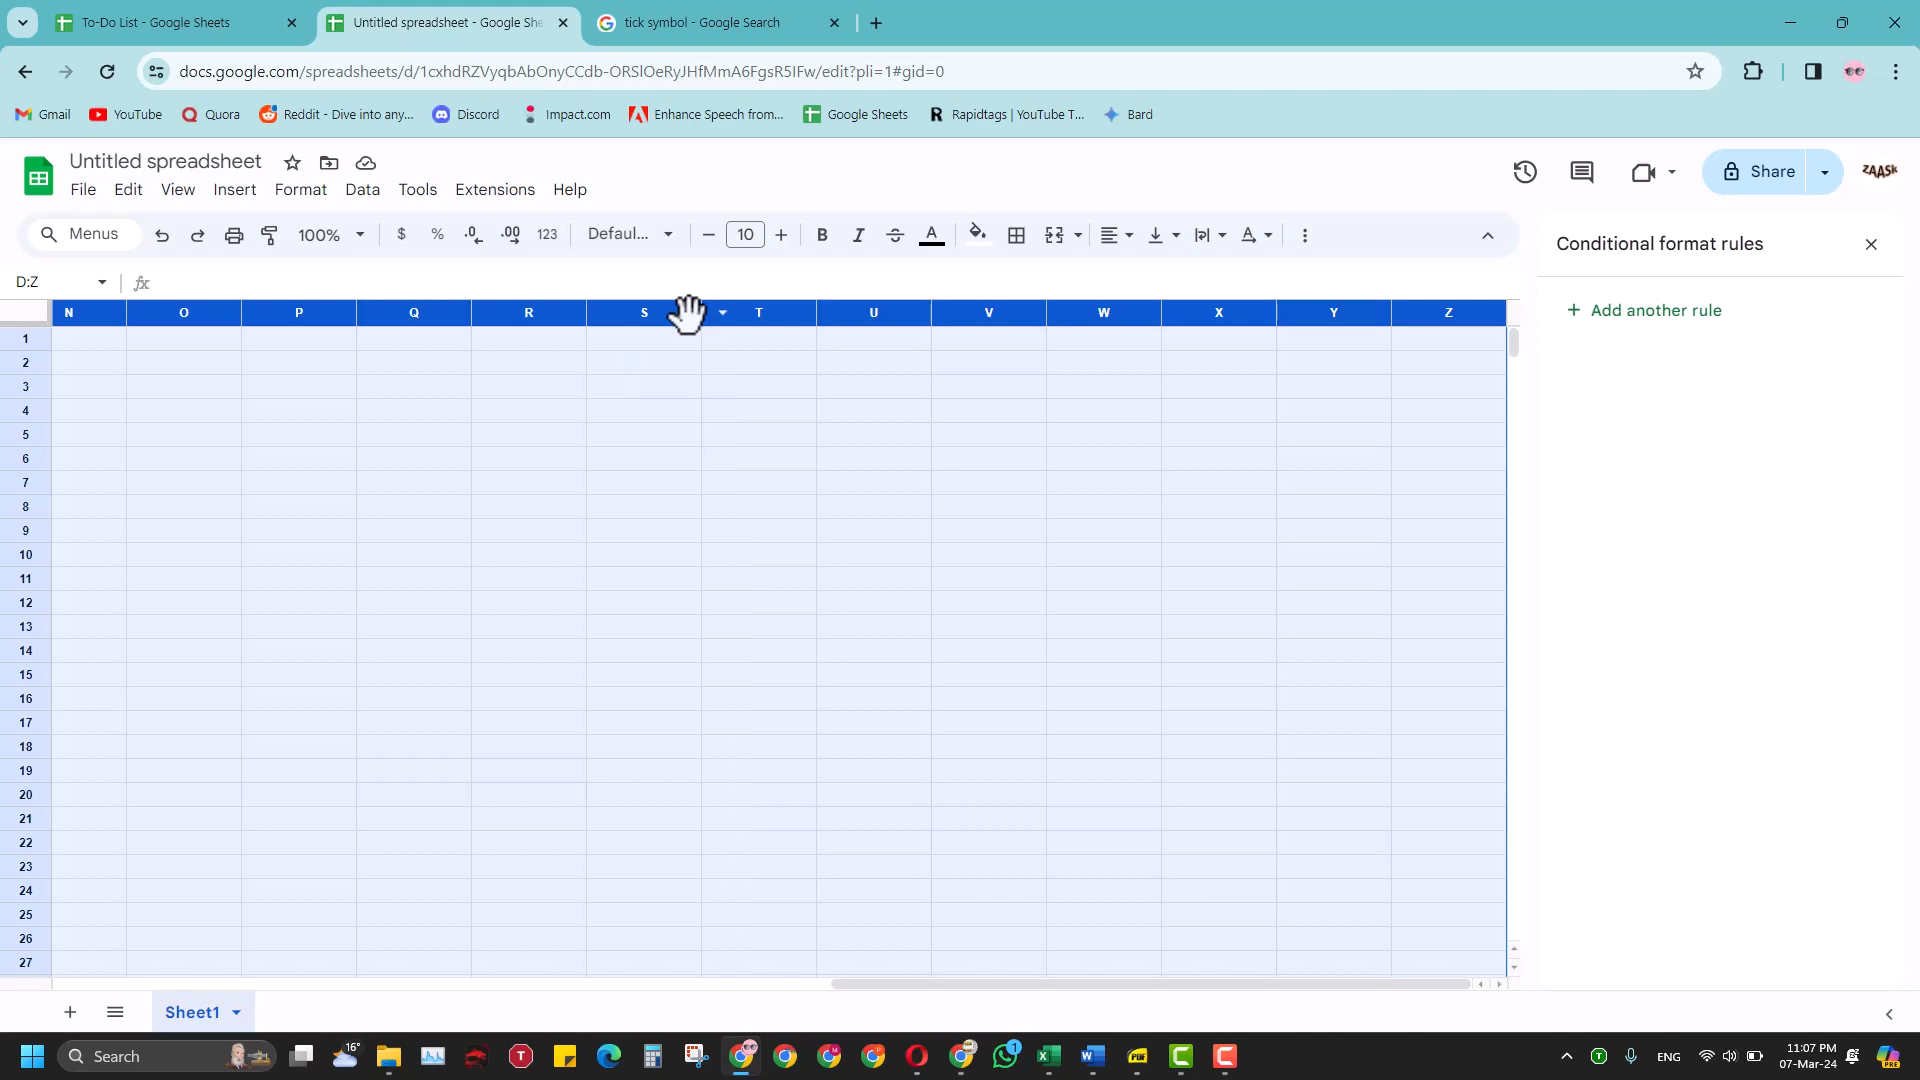 To-Do List - Google Sheets
Untitled spreadsheet - Google She
tick symbol - Google Search
docs.google.com/spreadsheets/d/1cxhdRZVyqbAbOnyCCdb-ORSlOeRyJHfMmA6FgsR5IFw/edit?pli=1#gid=0
Gmail
YouTube
Quora
Reddit - Dive into any...
Discord
Impact.com
Enhance Speech from...
Google Sheets
R Rapidtags | YouTube T...
Bard
Untitled spreadsheet
Share
ZAASK
File Edit View Insert Format Data Tools Extensions Help
Menus 100% $ % .0 .00 123 Defaul... 10 B I S A
Conditional format rules
D:Z fx
Add another rule
N O P Q R S T U V W X Y Z
1
2
3
4
5
6
7
8
9
10
11
12
13
14
15
16
17
18
19
20
21
22
23
24
25
26
27
Sheet1
Search
16°
1
ENG
11:07 PM
07-Mar-24